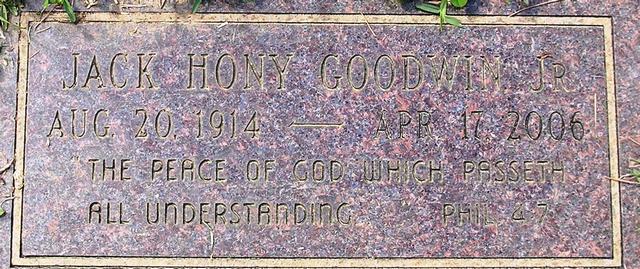 JACK HONY GOODWIN JR
AUG. 20, 1914 — APR 17, 2006
"THE PEACE OF GOD WHICH PASSETH
ALL UNDERSTANDING..." PHIL 4-7